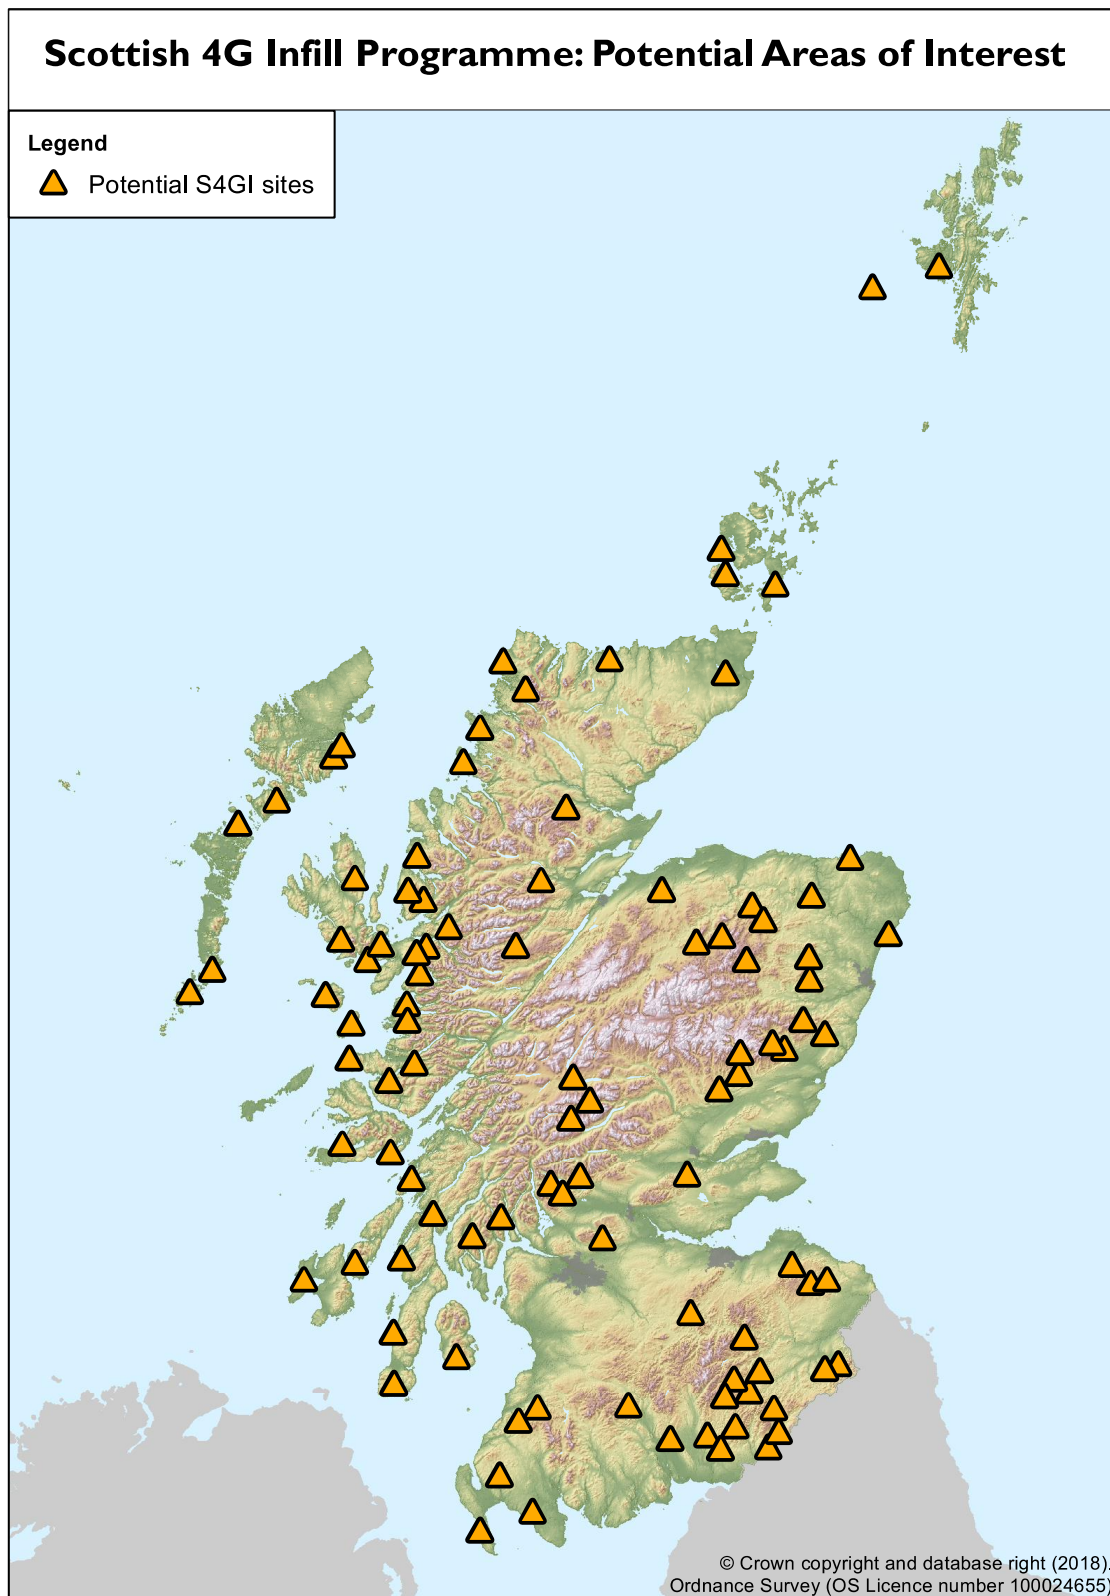 Scottish 4G Infill Programme: Potential Areas of Interest
Legend
Potential S4GI sites
© Crown copyright and database right (2018).
Ordnance Survey (OS Licence number 100024655)